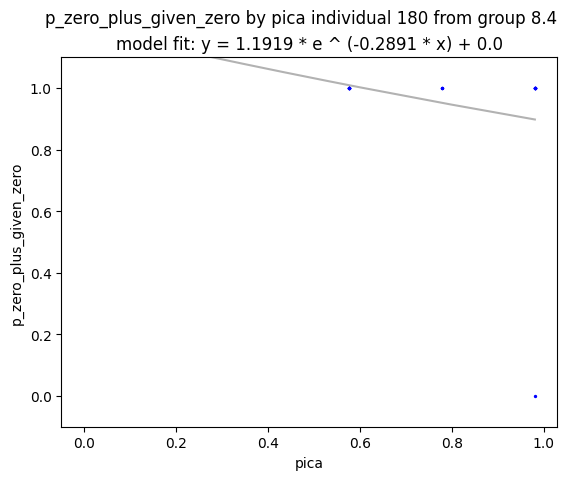 p_zero_plus_given_zero by pica individual 180 from group 8.4
model fit: y = 1.1919 * e ^ (-0.2891 * x) + 0.0
1.0
0.8
0.6
0.4
0.2
0.0
p_zero_plus_given_zero
0.0 0.2 0.4 0.6 0.8 1.0
pica